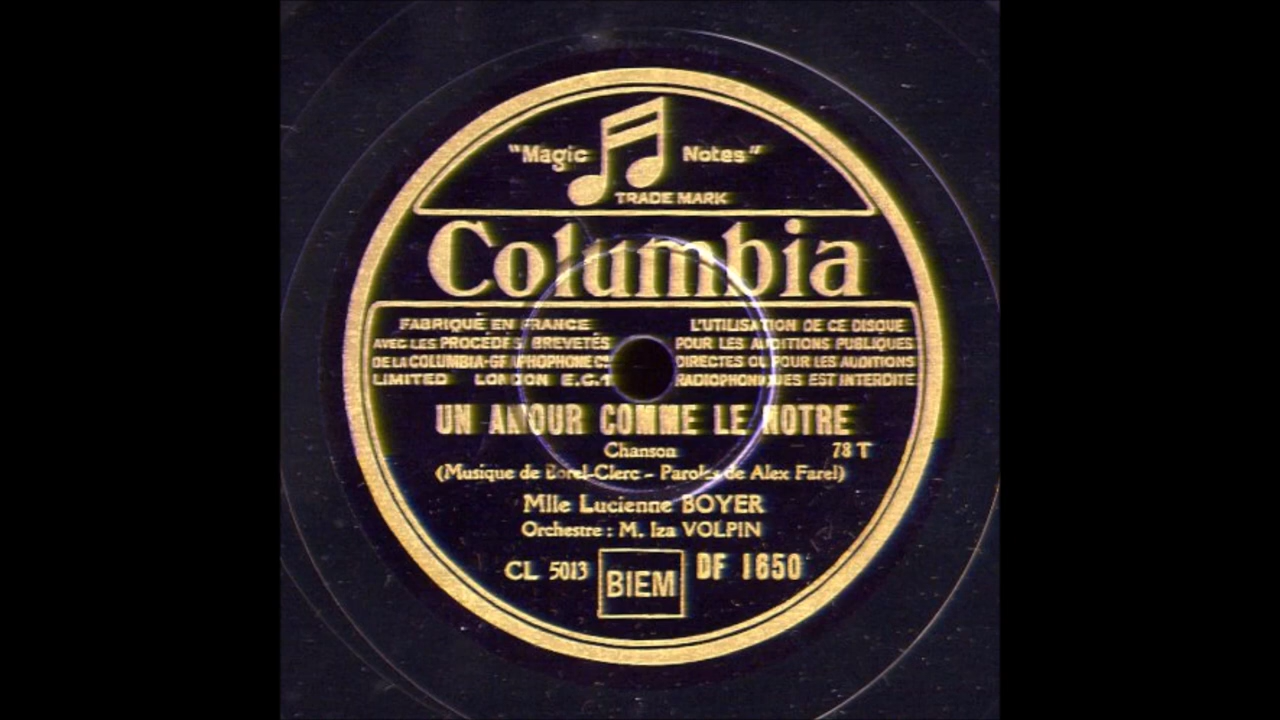 "Magic Notes"
TRADE MARK
Columbia
FABRIQUÉ EN FRANCE
AVEC LES PROCÉDÉS BREVETÉS
DE LA COLUMBIA-GRAPHOPHONE Cº
LIMITED LONDON E.C.1
L'UTILISATION DE CE DISQUE
POUR LES AUDITIONS PUBLIQUES
DIRECTES OU POUR LES AUDITIONS
RADIOPHONIQUES EST INTERDITE
UN AMOUR COMME LE NOTRE
Chanson 78 T
(Musique de Borel-Clerc - Paroles de Alex Farel)
Mlle Lucienne BOYER
Orchestre : M. Iza VOLPIN
CL 5013 BIEM DF 1650